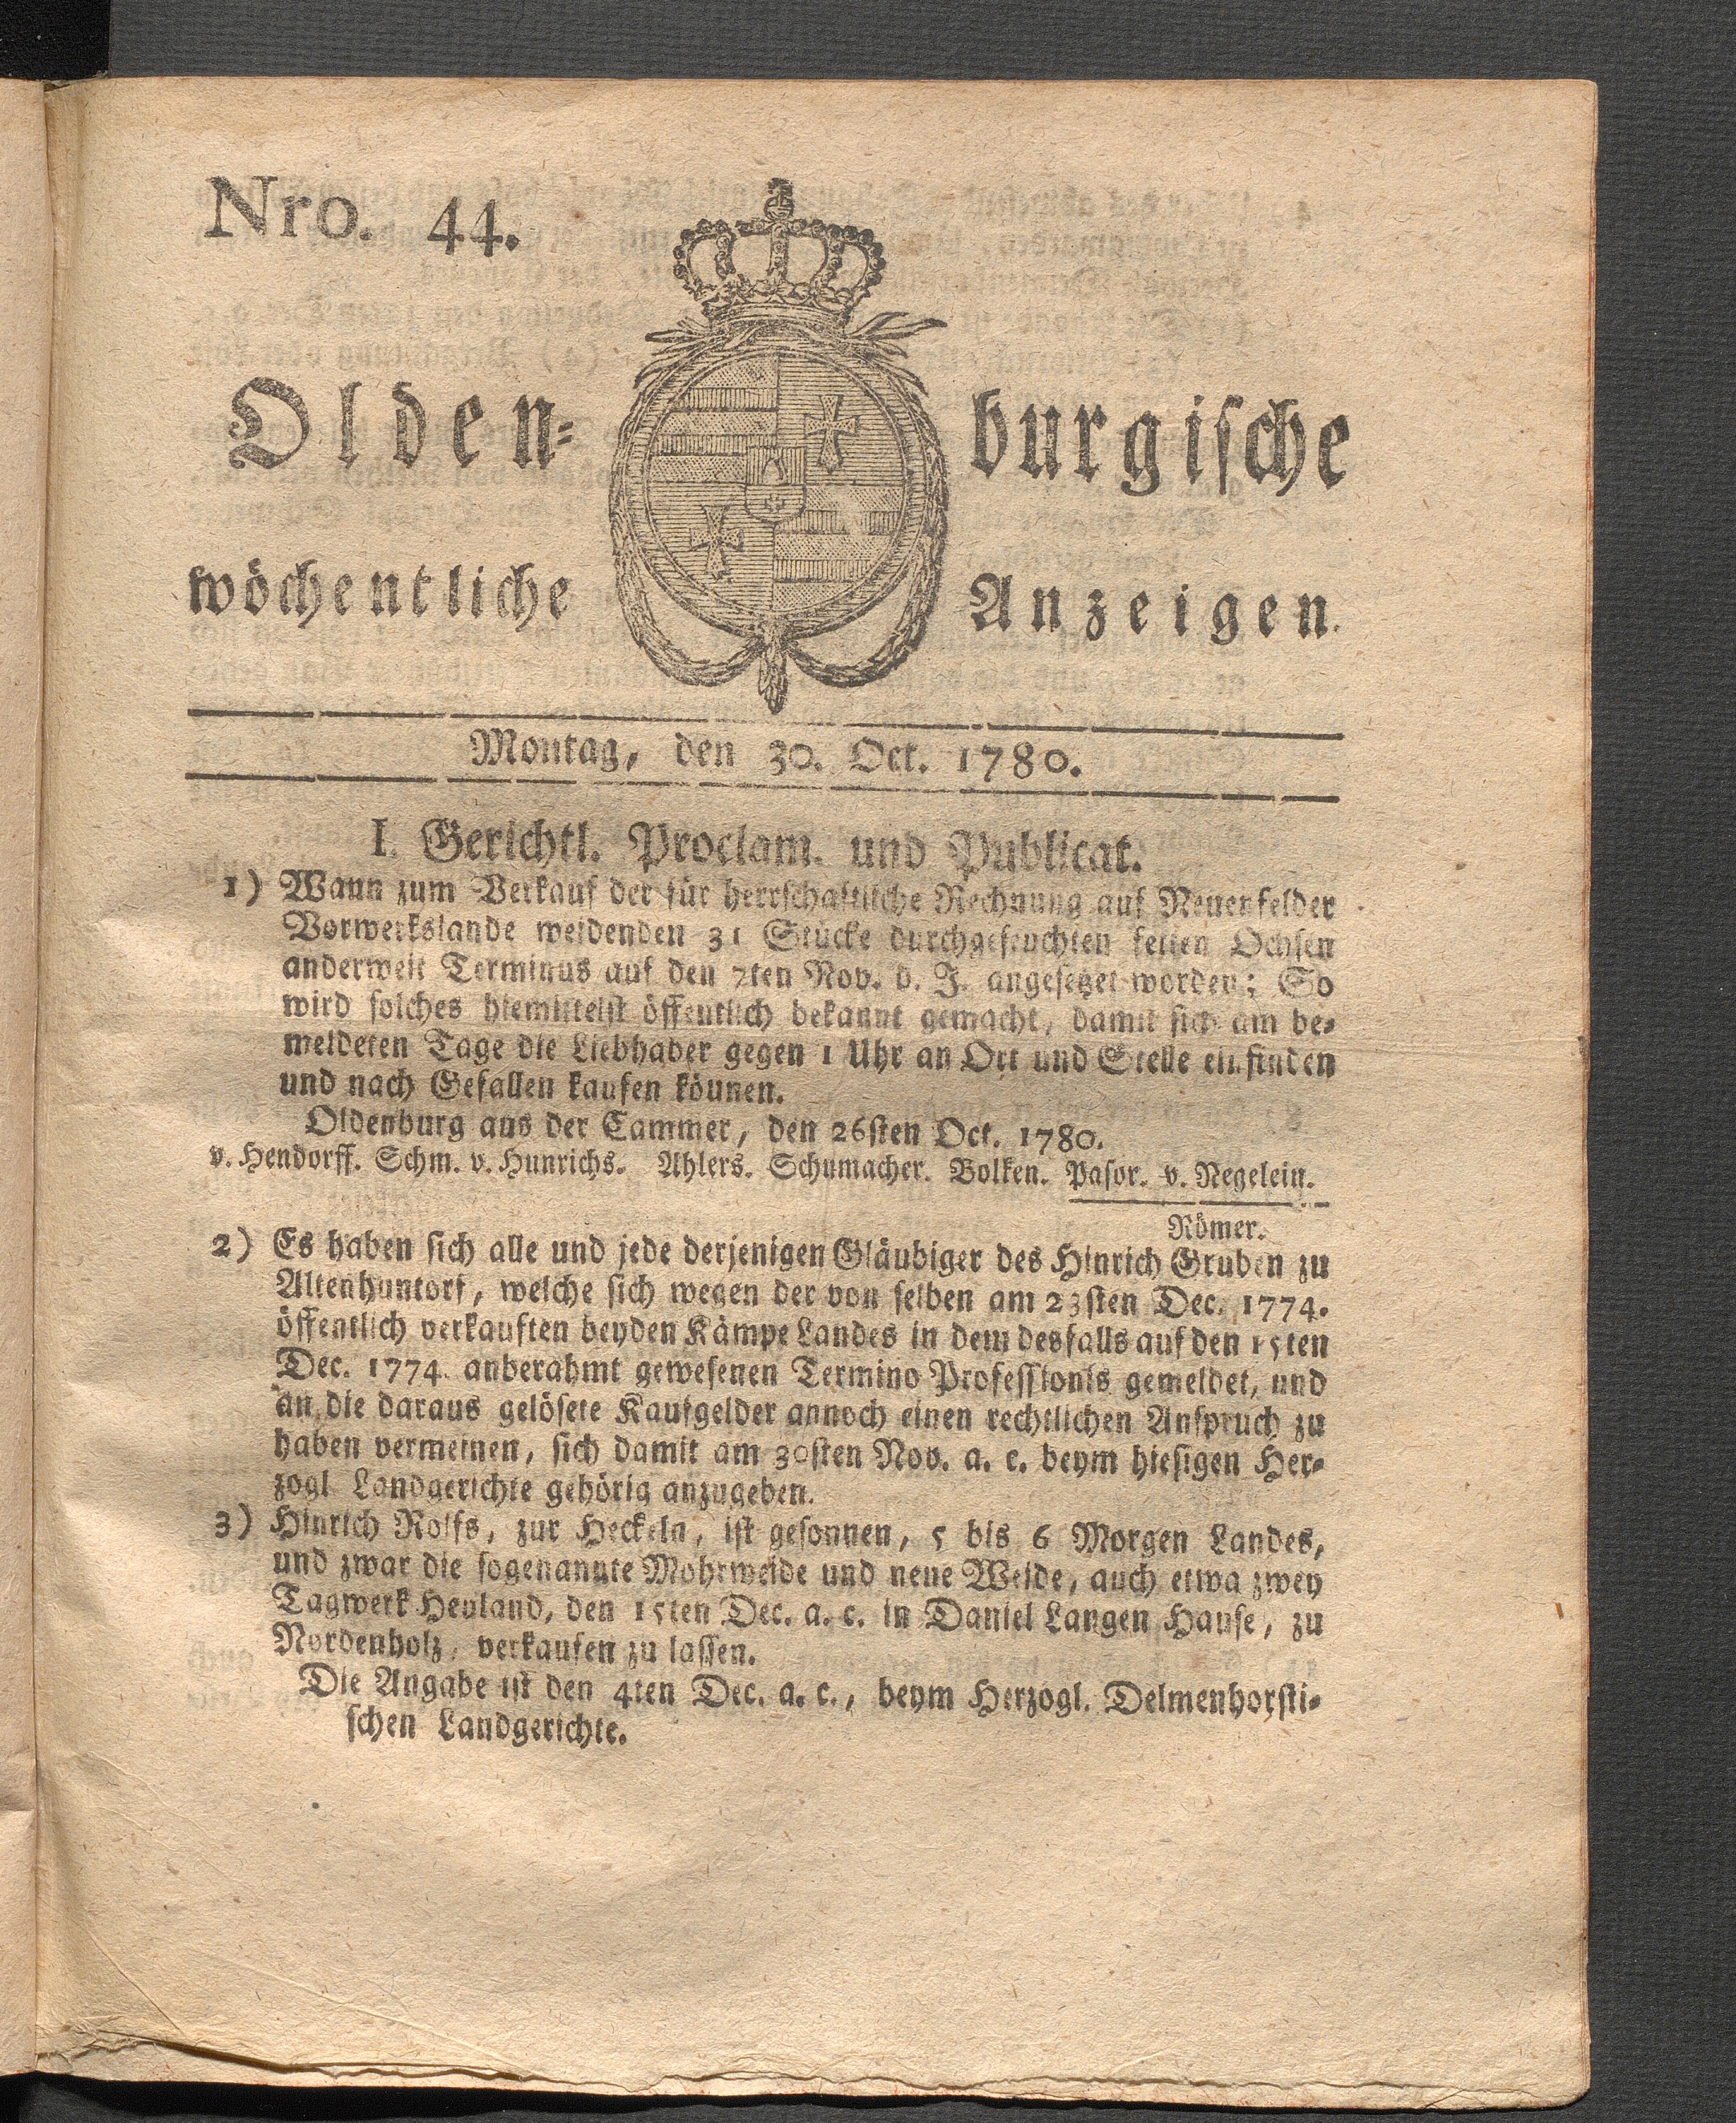 Nro. 44.
Olden-burgische
wöchentliche Anzeigen.
Montag, den 30. Oct. 1780.
I. Gerichtl. Proclam. und Publicat.
1) Wann zum Verkauf der für herrschaftliche Rechnung auf Neuenfelder
Vorwerkslande weidenden 31 Stücke durchgeseuchten fetten Ochsen
anderweit Terminus auf den 7ten Nov. d. J. angesetzet worden; So
wird solches hiemittelst öffentlich bekannt gemacht, damit sich am be-
meldeten Tage die Liebhaber gegen 1 Uhr an Ort und Stelle einfinden
und nach Gefallen kaufen köunen.
Oldenburg aus der Cammer, den 26sten Oct. 1780.
v. Hendorff. Schm. v. Hunrichs. Ahlers. Schumacher. Bolken. Pasor. v. Negelein.
Römer.
2) Es haben sich alle und jede derjenigen Gläubiger des Hinrich Gruben zu
Altenhuntorf, welche sich wegen der von selben am 23sten Dec. 1774.
öffentlich verkauften beyden Kämpe Landes in dem desfalls auf den 15ten
Dec. 1774. anberahmt gewesenen Termino Professionis gemeldet, und
an die daraus gelösete Kaufgelder annoch einen rechtlichen Anspruch zu
haben vermeinen, sich damit am 30sten Nov. a. c. beym hiesigen Her-
zogl Landgerichte gehörig anzugeben.
3) Hinrich Rolfs, zur Heckeln, ist gesonnen, 5 bis 6 Morgen Landes,
und zwar die sogenannte Mohrweide und neue Weide, auch etwa zwey
Tagwerk Heuland, den 15ten Dec. a. c. in Daniel Langen Hause, zu
Nordenholz, verkaufen zu lassen.
Die Angabe ist den 4ten Dec. a. c., beym Herzogl. Delmenhorsti-
schen Landgerichte.